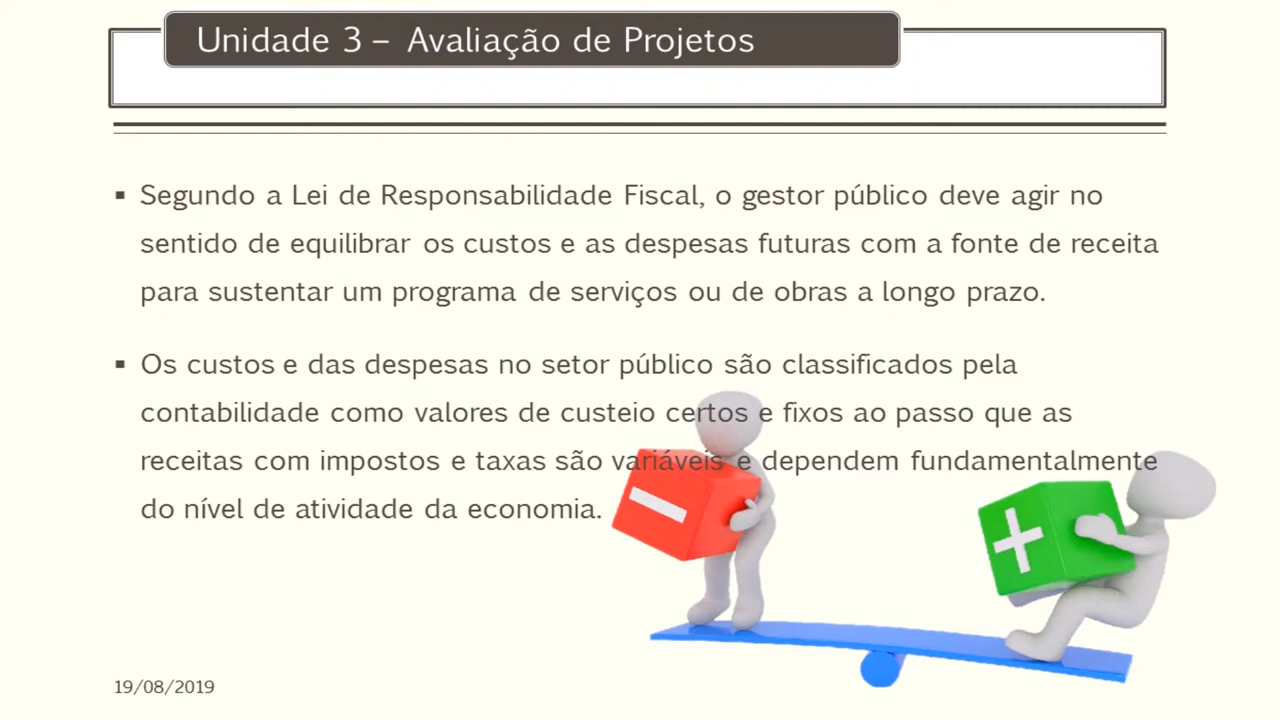 Unidade 3 – Avaliação de Projetos
▪ Segundo a Lei de Responsabilidade Fiscal, o gestor público deve agir no
sentido de equilibrar os custos e as despesas futuras com a fonte de receita
para sustentar um programa de serviços ou de obras a longo prazo.
▪ Os custos e das despesas no setor público são classificados pela
contabilidade como valores de custeio certos e fixos ao passo que as
receitas com impostos e taxas são variáveis e dependem fundamentalmente
do nível de atividade da economia.
19/08/2019